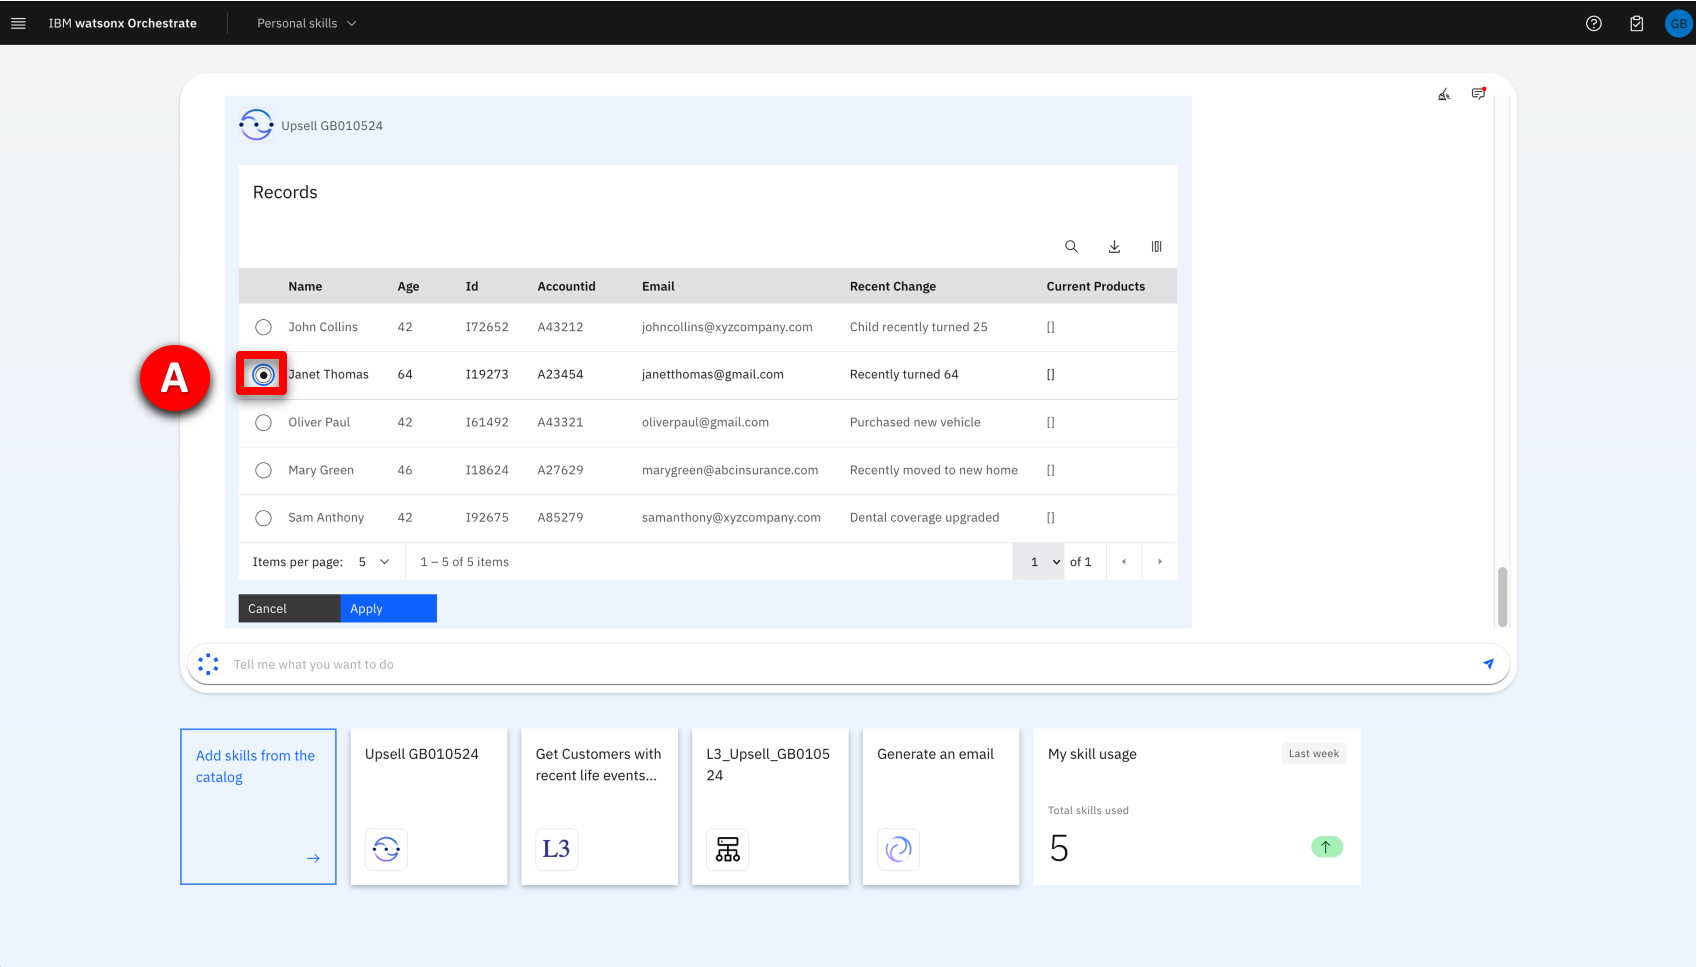 IBM watsonx Orchestrate Personal skills GB
Upsell GB010524
Records
Name Age Id Accountid Email Recent Change Current Products
John Collins 42 I72652 A43212 johncollins@xyzcompany.com Child recently turned 25 []
A
Janet Thomas 64 I19273 A23454 janetthomas@gmail.com Recently turned 64 []
Oliver Paul 42 I61492 A43321 oliverpaul@gmail.com Purchased new vehicle []
Mary Green 46 I18624 A27629 marygreen@abcinsurance.com Recently moved to new home []
Sam Anthony 42 I92675 A85279 samanthony@xyzcompany.com Dental coverage upgraded []
Items per page: 5 1 – 5 of 5 items 1 of 1
Cancel Apply
Tell me what you want to do
Add skills from the
catalog
Upsell GB010524
Get Customers with
recent life events...
L3
L3_Upsell_GB0105
24
Generate an email
My skill usage Last week
Total skills used
5